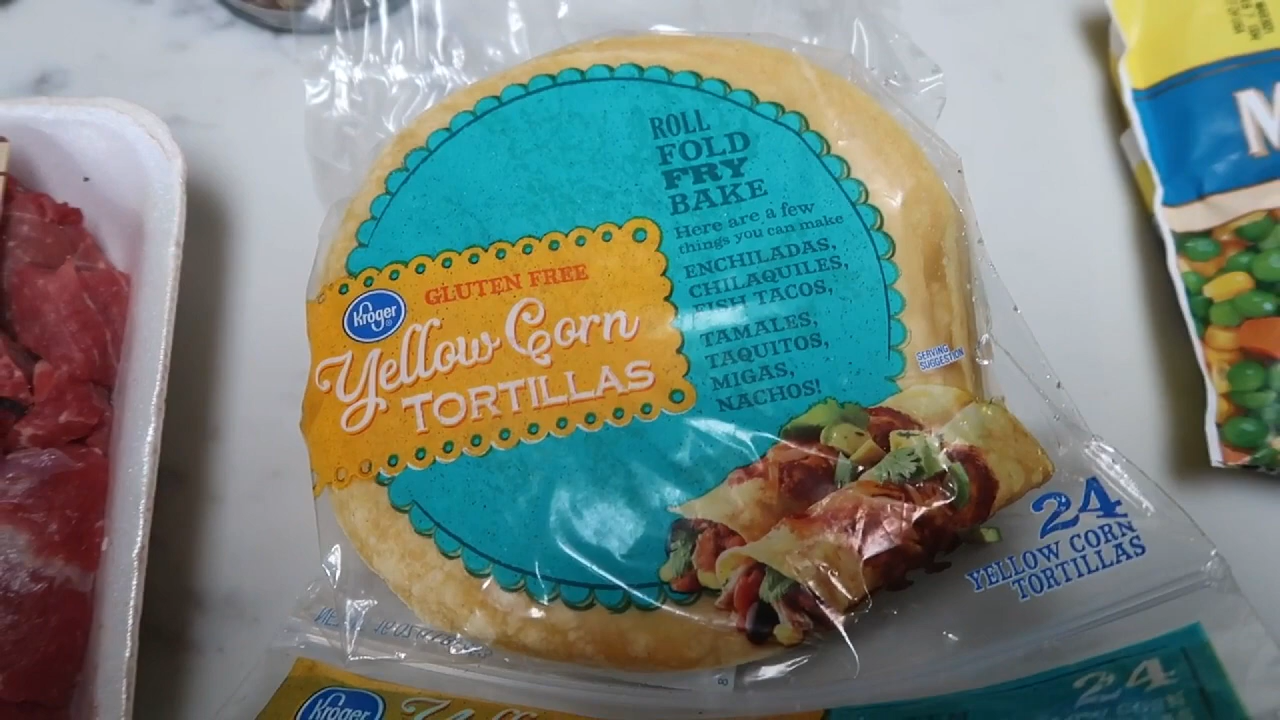 ROLL
FOLD
FRY
BAKE
Here are a few
things you can make
ENCHILADAS,
CHILAQUILES,
FISH TACOS,
TAMALES,
TAQUITOS,
MIGAS,
NACHOS!
GLUTEN FREE
Kroger
Yellow Corn
TORTILLAS
SERVING
SUGGESTION
24
YELLOW CORN
TORTILLAS
Kroger
24
M